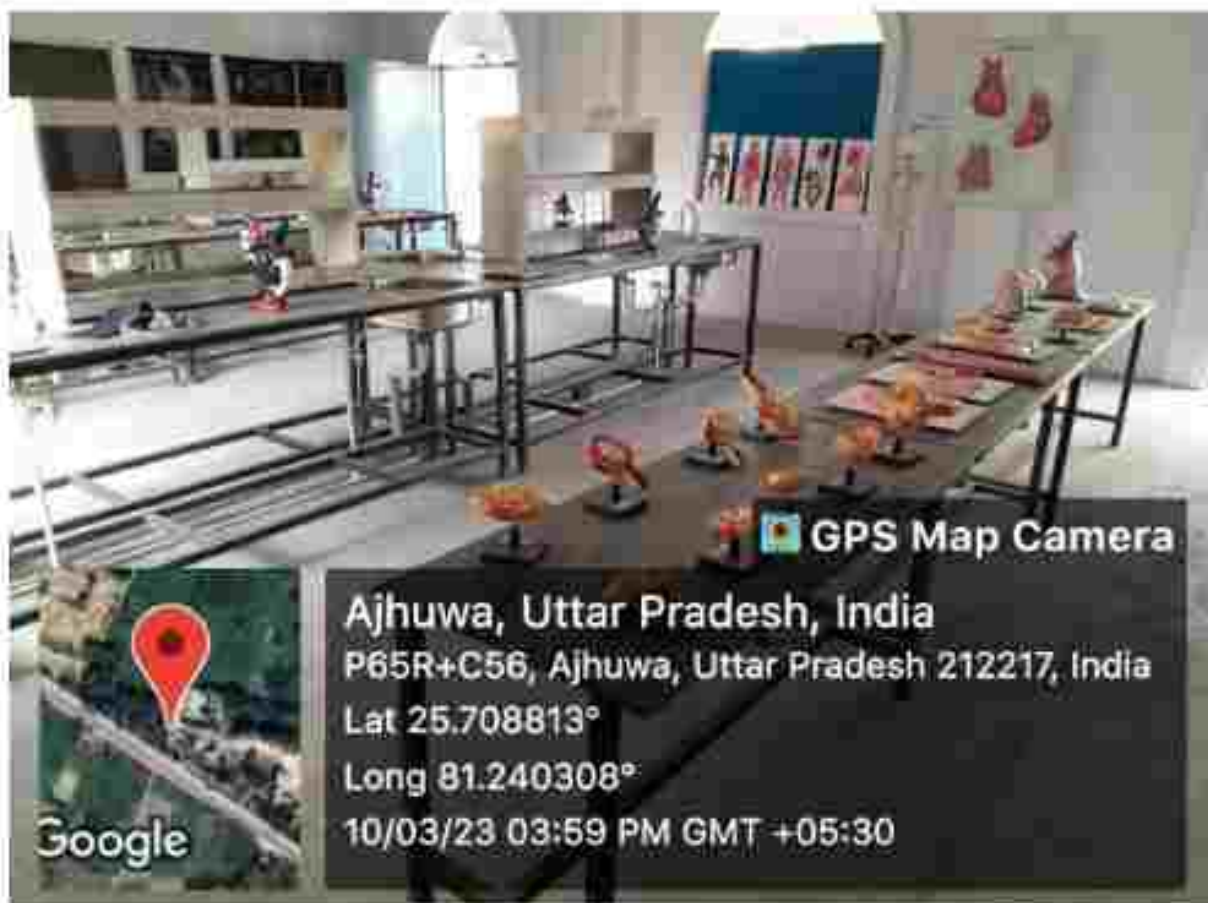 GPS Map Camera
Ajhuwa, Uttar Pradesh, India
P65R+C56, Ajhuwa, Uttar Pradesh 212217, India
Lat 25.708813°
Long 81.240308°
10/03/23 03:59 PM GMT +05:30
Google